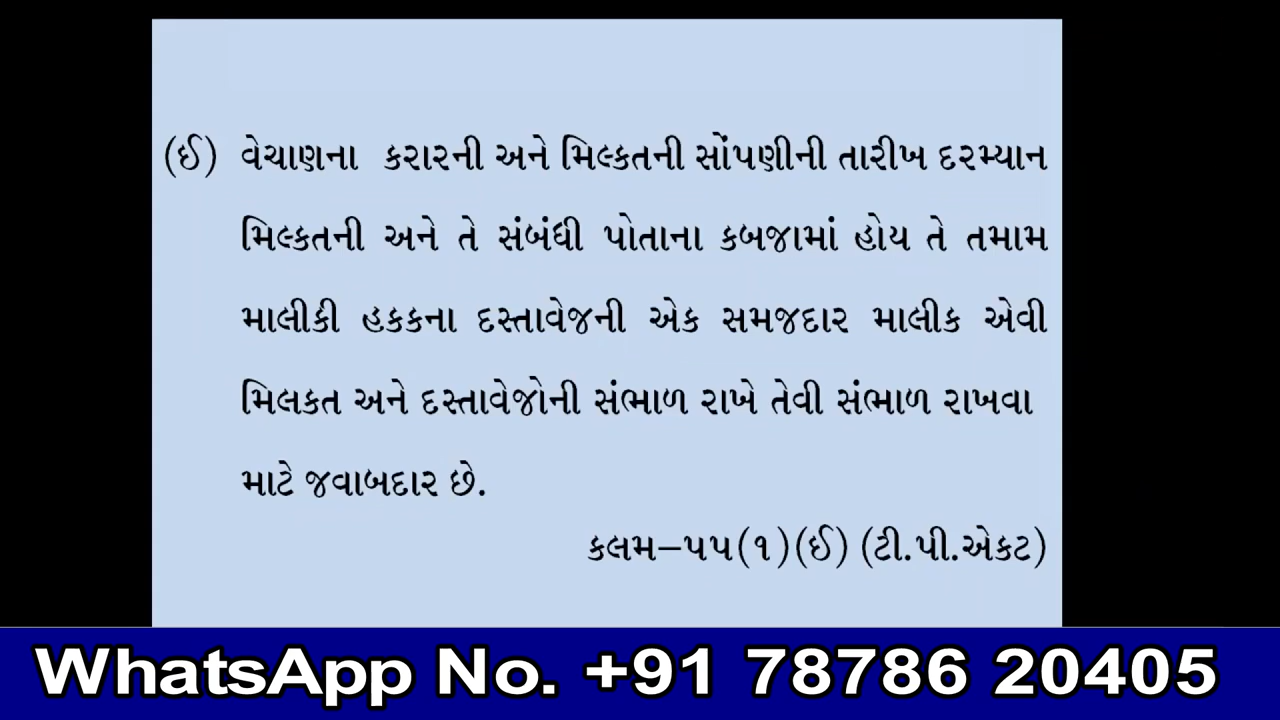 (ઈ) વેચાણના કરારની અને મિલ્કતની સોંપણીની તારીખ દરમ્યાન
મિલ્કતની અને તે સંબંધી પોતાના કબજામાં હોય તે તમામ
માલીકી હકકના દસ્તાવેજની એક સમજદાર માલીક એવી
મિલકત અને દસ્તાવેજોની સંભાળ રાખે તેવી સંભાળ રાખવા
માટે જવાબદાર છે.
કલમ–૫૫(૧)(ઈ) (ટી.પી.એકટ)
WhatsApp No. +91 78786 20405